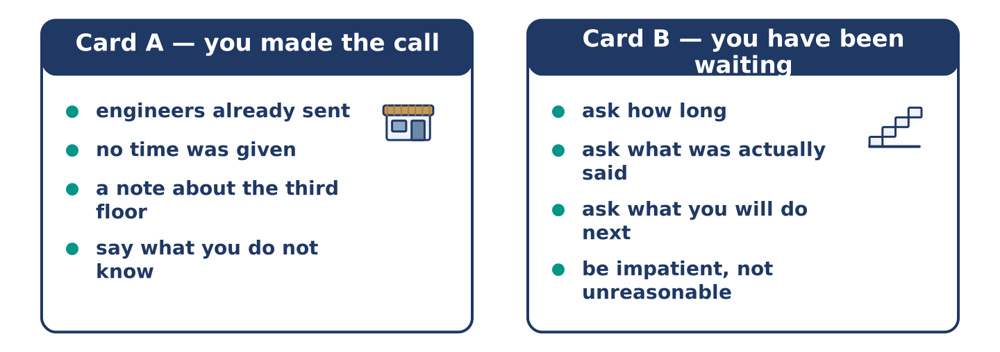 Card A — you made the call
engineers already sent
no time was given
a note about the third
floor
say what you do not
know
Card B — you have been
waiting
ask how long
ask what was actually
said
ask what you will do
next
be impatient, not
unreasonable